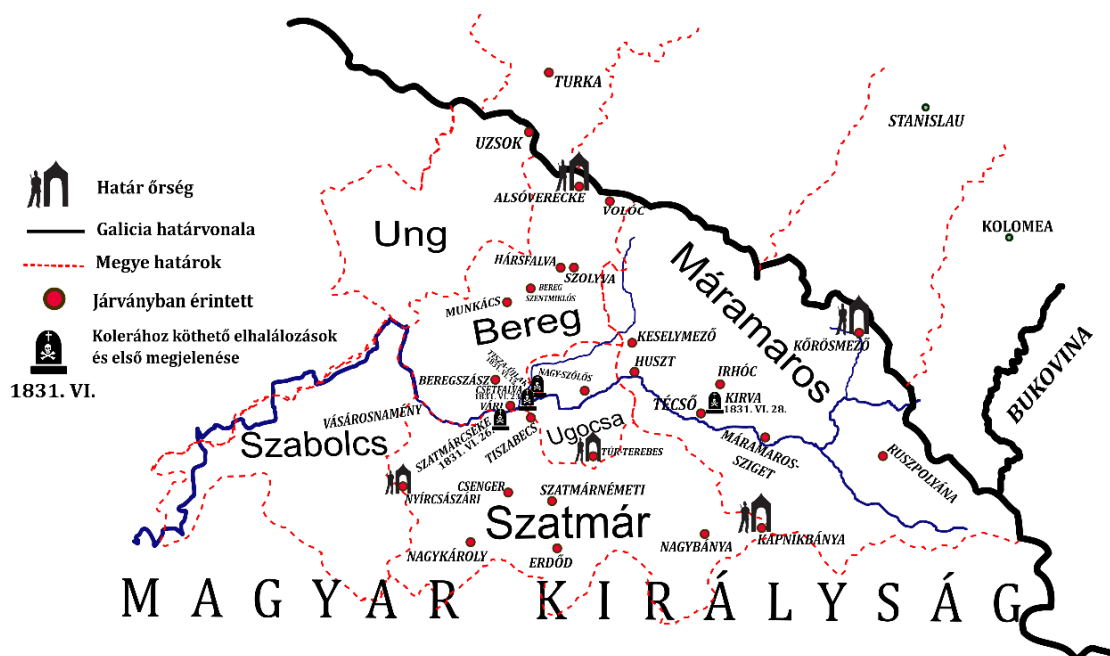 TURKA
STANISLAU
UZSOK
ALSÓVERECKE
VOLÓC
KOLOMEA
Határ őrség
Galicia határvonala
Megye határok
Járványban érintett
Kolerához köthető elhalálozások
és első megjelenése
1831. VI.
Ung
HÁRSFALVA
SZOLYVA
BEREG
SZENTMIKLÓS
MUNKÁCS
Bereg
Máramaros
KŐRÖSMEZŐ
BUKOVINA
KESELYMEZŐ
HUSZT
IRHÓC
KIRVA
1831. VI. 28.
TÉCSŐ
BEREGSZÁSZ
CSETFALVA
VÁRI
NAGY-SZŐLŐS
VÁSÁROSNAMÉNY
Szabolcs
SZATMÁRCSEKE
1831. VI. 26.
TISZABECS
Ugocsa
TÚR-TEREBES
MÁRAMAROS-
SZIGET
RUSZPOLYÁNA
NYÍRCSÁSZÁRI
CSENGER
SZATMÁRNÉMETI
Szatmár
NAGYKÁROLY
ERDŐD
NAGYBÁNYA
KAPNIKBÁNYA
MAGYAR KIRÁLYSÁG